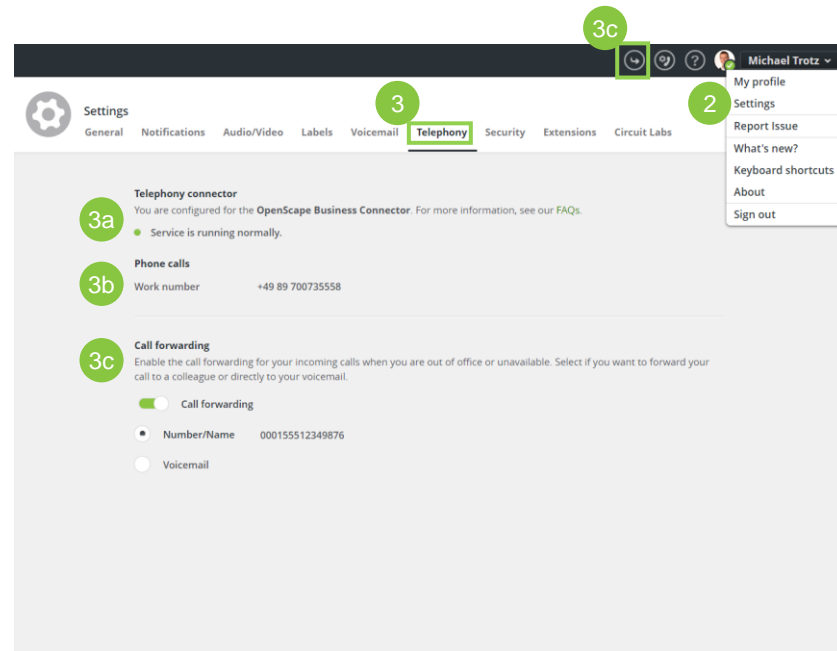 3c
Michael Trotz
My profile
2
Settings
Report Issue
What's new?
Keyboard shortcuts
About
Sign out
Settings
3
General Notifications Audio/Video Labels Voicemail Telephony Security Extensions Circuit Labs
3a
Telephony connector
You are configured for the OpenScape Business Connector. For more information, see our FAQs.
Service is running normally.
Phone calls
3b
Work number +49 89 700735558
3c
Call forwarding
Enable the call forwarding for your incoming calls when you are out of office or unavailable. Select if you want to forward your
call to a colleague or directly to your voicemail.
Call forwarding
Number/Name 000155512349876
Voicemail